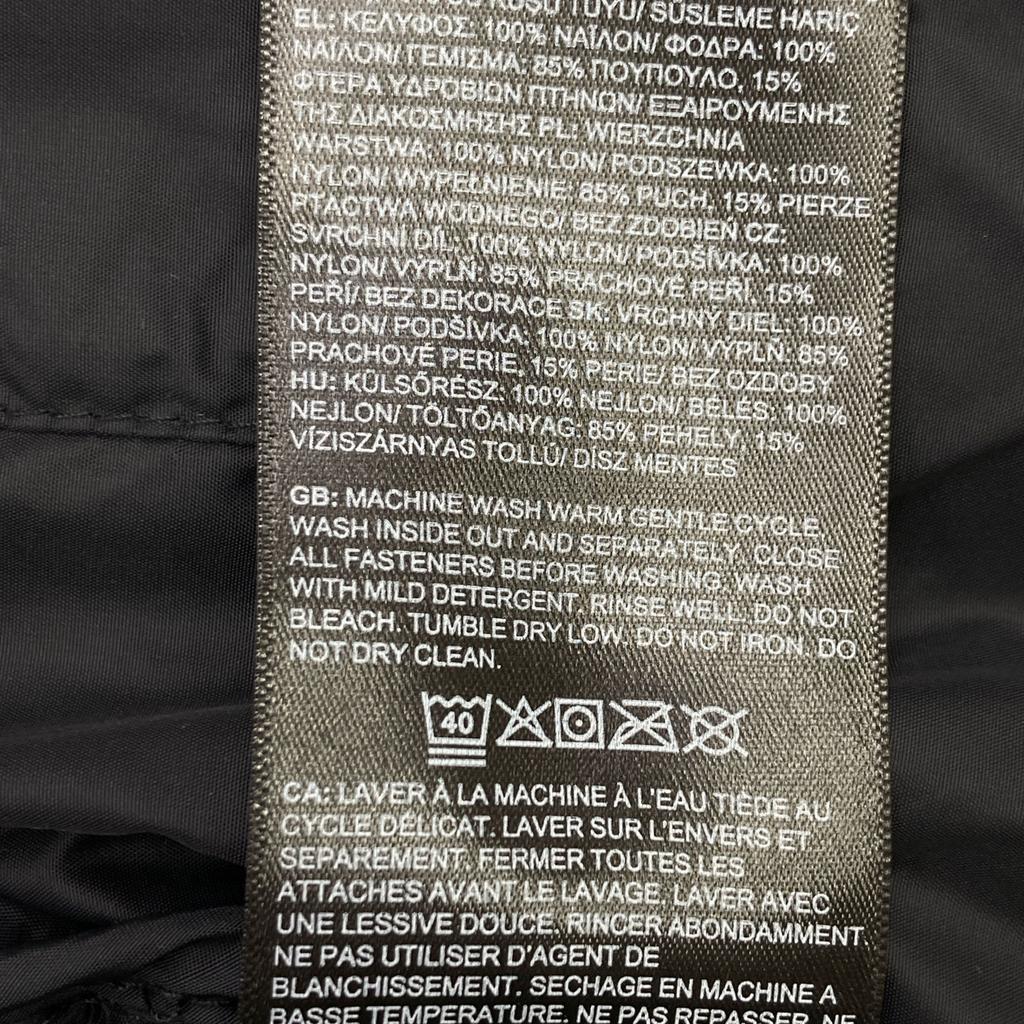 KUŞU TÜYÜ/ SÜSLEME HARİÇ
EL: ΚΕΛΥΦΟΣ: 100% ΝΑΪΛΟΝ/ ΦΟΔΡΑ: 100%
ΝΑΪΛΟΝ/ ΓΕΜΙΣΜΑ: 85% ΠΟΥΠΟΥΛΟ, 15%
ΦΤΕΡΑ ΥΔΡΟΒΙΩΝ ΠΤΗΝΩΝ/ ΕΞΑΙΡΟΥΜΕΝΗΣ
ΤΗΣ ΔΙΑΚΟΣΜΗΣΗΣ PL: WIERZCHNIA
WARSTWA: 100% NYLON/ PODSZEWKA: 100%
NYLON/ WYPEŁNIENIE: 85% PUCH, 15% PIERZE
PTACTWA WODNEGO/ BEZ ZDOBIEŃ CZ:
SVRCHNÍ DÍL: 100% NYLON/ PODŠÍVKA: 100%
NYLON/ VÝPLŇ: 85% PRACHOVÉ PEŘÍ, 15%
PEŘÍ/ BEZ DEKORACE SK: VRCHNÝ DIEL: 100%
NYLON/ PODŠÍVKA: 100% NYLON/ VÝPLŇ: 85%
PRACHOVÉ PERIE, 15% PERIE/ BEZ OZDOBY
HU: KÜLSŐRÉSZ: 100% NEJLON/ BÉLÉS: 100%
NEJLON/ TÖLTŐANYAG: 85% PEHELY, 15%
VÍZISZÁRNYAS TOLLÚ/ DÍSZ MENTES
GB: MACHINE WASH WARM GENTLE CYCLE.
WASH INSIDE OUT AND SEPARATELY. CLOSE
ALL FASTENERS BEFORE WASHING. WASH
WITH MILD DETERGENT. RINSE WELL. DO NOT
BLEACH. TUMBLE DRY LOW. DO NOT IRON. DO
NOT DRY CLEAN.
40
CA: LAVER À LA MACHINE À L'EAU TIÈDE AU
CYCLE DÉLICAT. LAVER SUR L'ENVERS ET
SÉPARÉMENT. FERMER TOUTES LES
ATTACHES AVANT LE LAVAGE. LAVER AVEC
UNE LESSIVE DOUCE. RINCER ABONDAMMENT.
NE PAS UTILISER D'AGENT DE
BLANCHISSEMENT. SÉCHAGE EN MACHINE À
BASSE TEMPÉRATURE. NE PAS REPASSER. NE